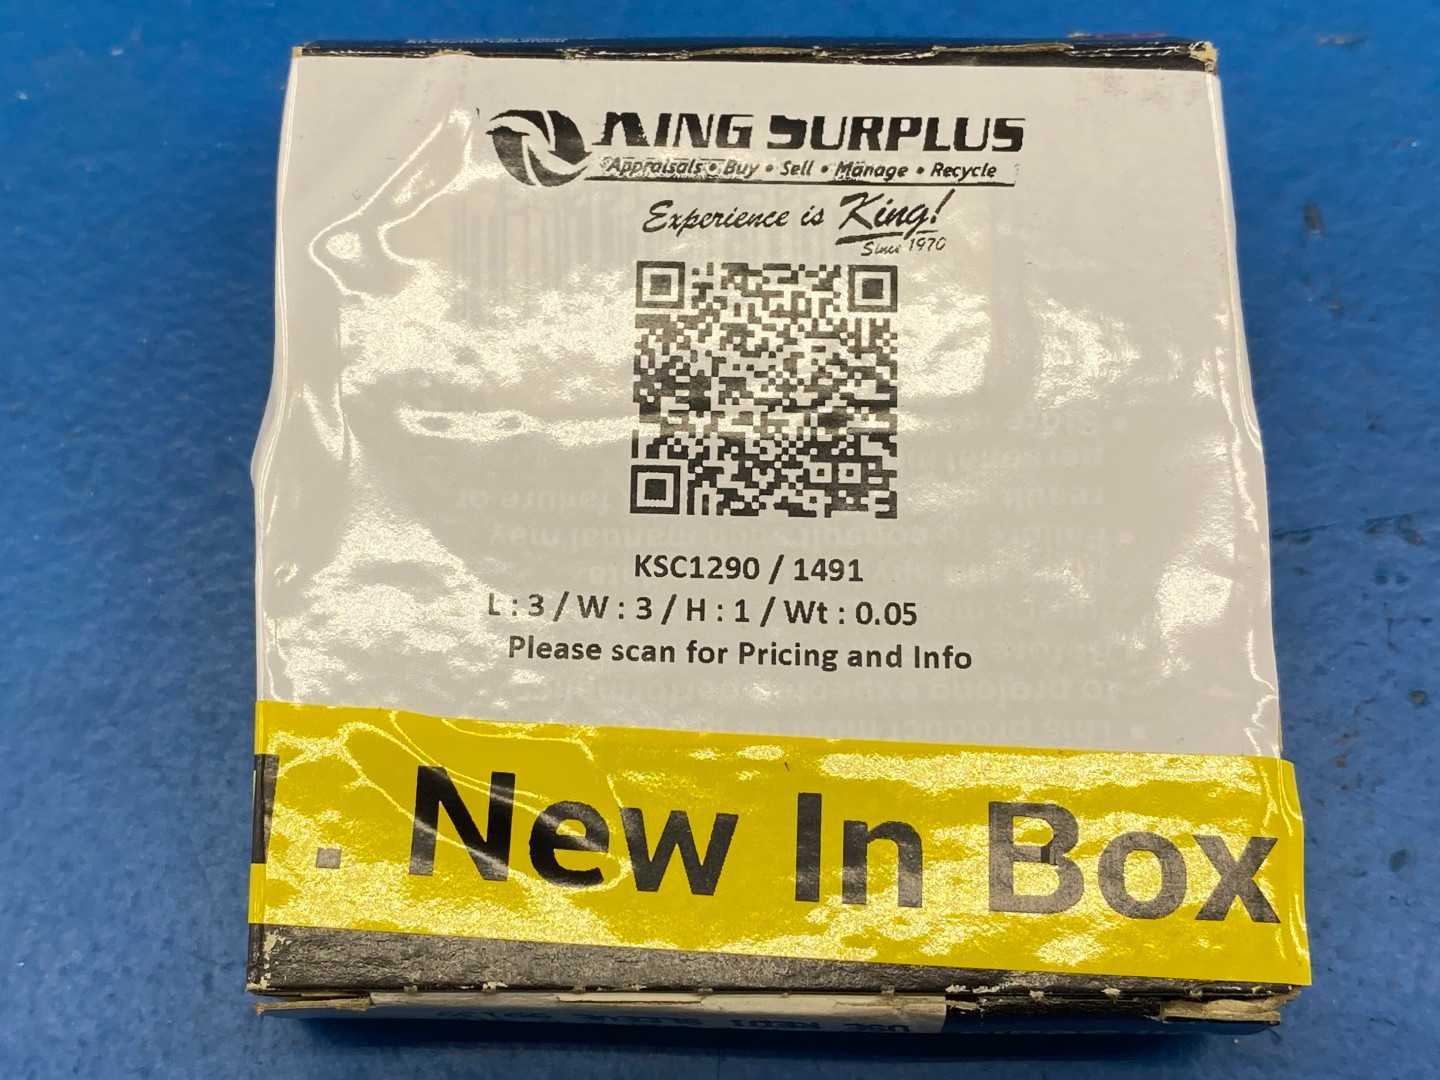 KING SURPLUS
Appraisals • Buy • Sell • Manage • Recycle
Experience is King!
Since 1970
KSC1290 / 1491
L : 3 / W : 3 / H : 1 / Wt : 0.05
Please scan for Pricing and Info
. New In Box